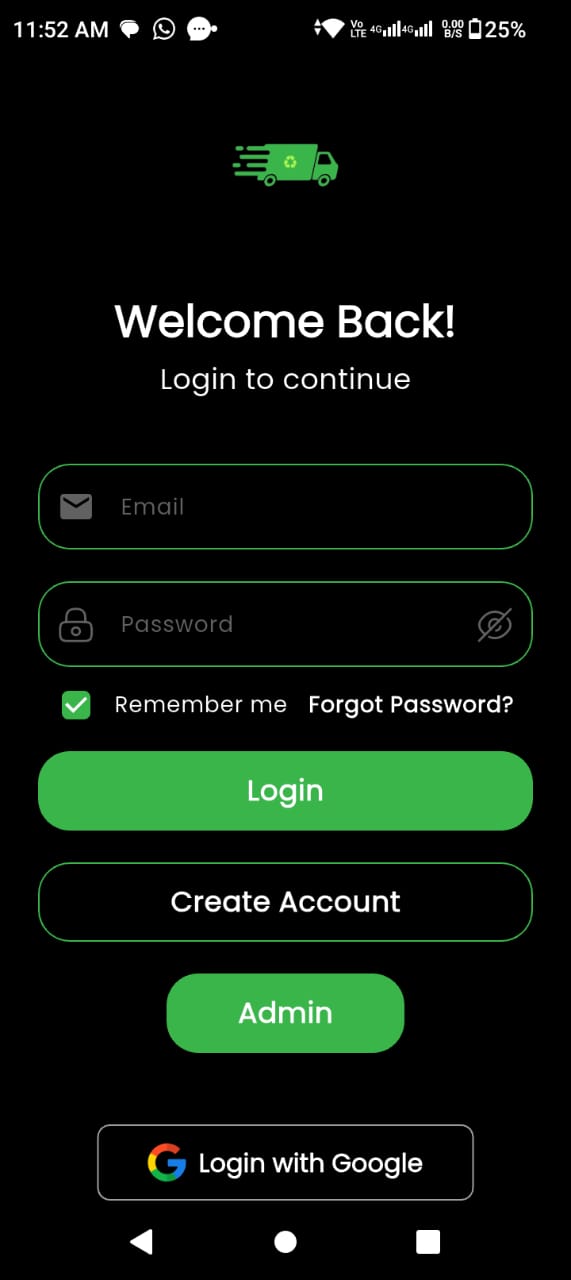 11:52 AM Vo LTE 4G 4G 0.00 B/S 25%
Welcome Back!
Login to continue
Email
Password
Remember me Forgot Password?
Login
Create Account
Admin
Login with Google